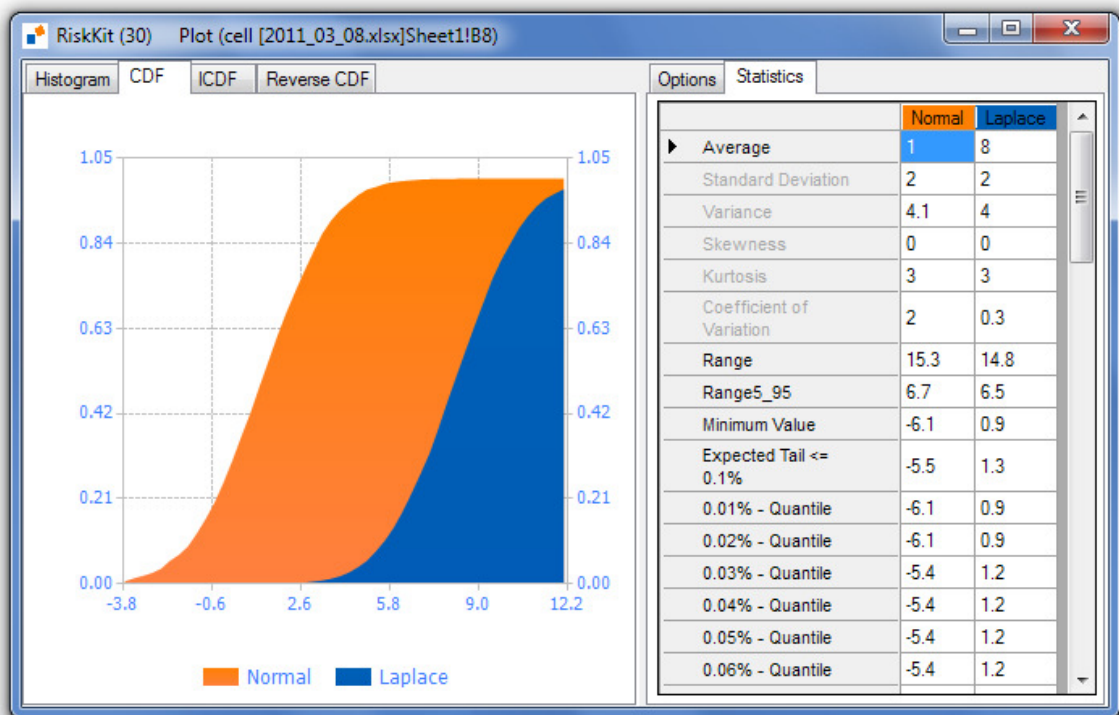 RiskKit (30) Plot (cell [2011_03_08.xlsx]Sheet1!B8)
Histogram CDF ICDF Reverse CDF
1.05 1.05
0.84 0.84
0.63 0.63
0.42 0.42
0.21 0.21
0.00 0.00
-3.8 -0.6 2.6 5.8 9.0 12.2
Normal Laplace
Options Statistics
Normal Laplace
Average 1 8
Standard Deviation 2 2
Variance 4.1 4
Skewness 0 0
Kurtosis 3 3
Coefficient of
Variation 2 0.3
Range 15.3 14.8
Range5_95 6.7 6.5
Minimum Value -6.1 0.9
Expected Tail <=
0.1% -5.5 1.3
0.01% - Quantile -6.1 0.9
0.02% - Quantile -6.1 0.9
0.03% - Quantile -5.4 1.2
0.04% - Quantile -5.4 1.2
0.05% - Quantile -5.4 1.2
0.06% - Quantile -5.4 1.2